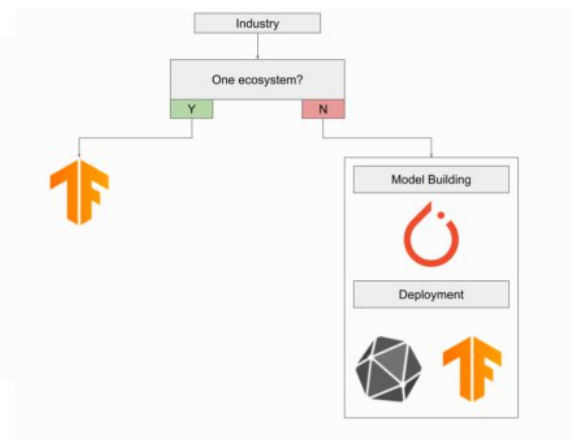 Industry
One ecosystem?
Y
N
Model Building
Deployment